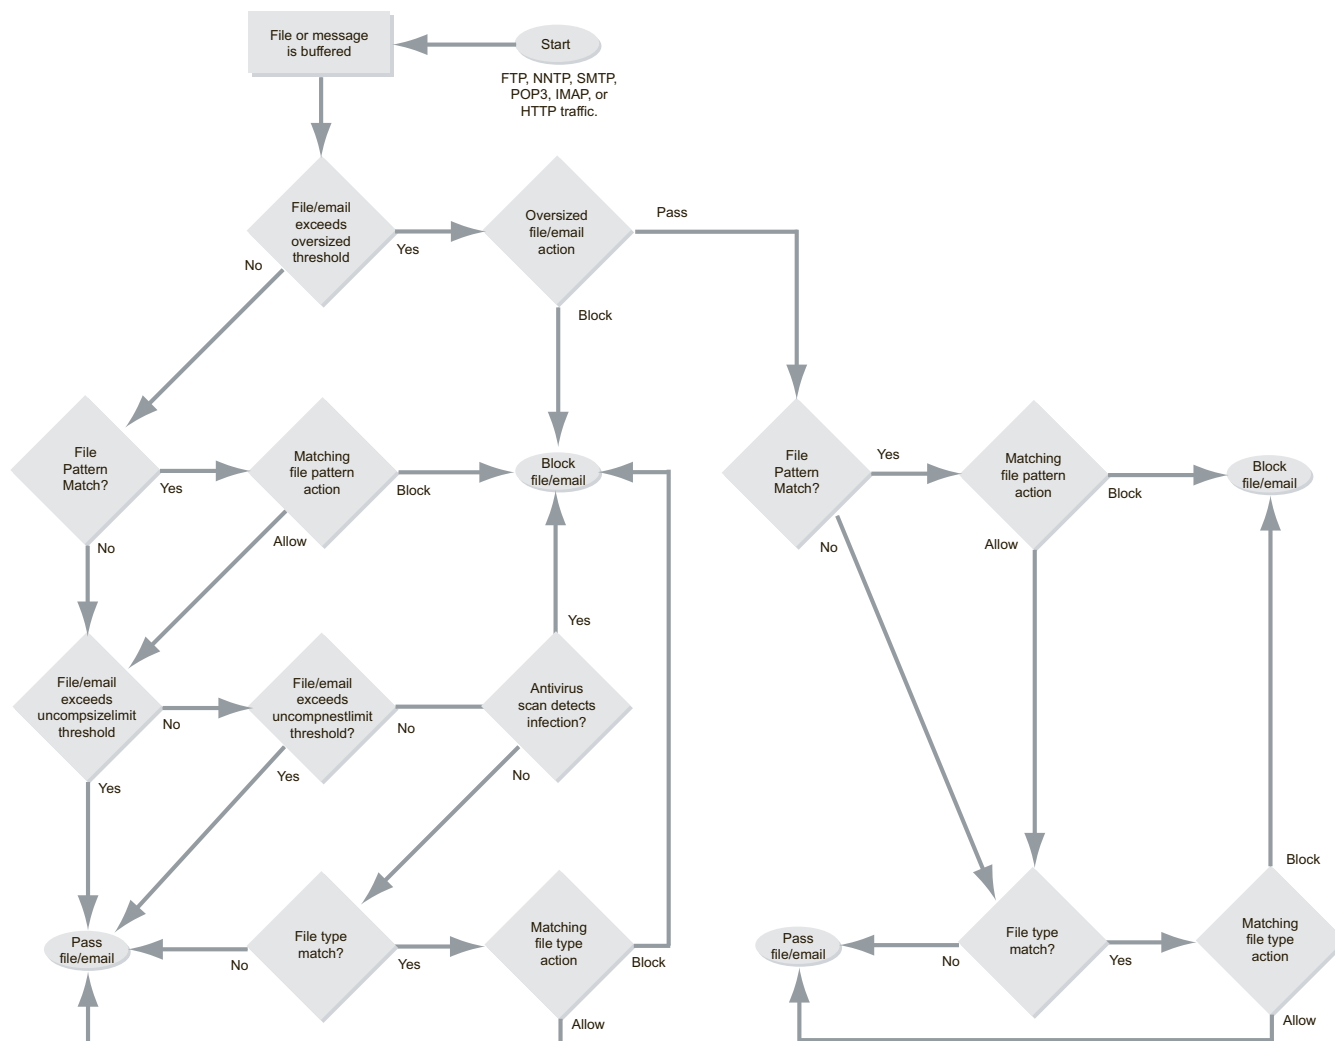 File or message
is buffered
Start
FTP, NNTP, SMTP,
POP3, IMAP, or
HTTP traffic.
File/email
exceeds
oversized
threshold
Yes
No
Oversized
file/email
action
Pass
Block
File
Pattern
Match?
Yes
No
Matching
file pattern
action
Block
Allow
Block
file/email
File
Pattern
Match?
Yes
No
Matching
file pattern
action
Block
Allow
Block
file/email
File/email
exceeds
uncompsizelimit
threshold
No
Yes
File/email
exceeds
uncompnestlimit
threshold?
No
Yes
Antivirus
scan detects
infection?
Yes
No
Pass
file/email
File type
match?
No
Yes
Matching
file type
action
Block
Allow
Pass
file/email
File type
match?
No
Yes
Matching
file type
action
Block
Allow